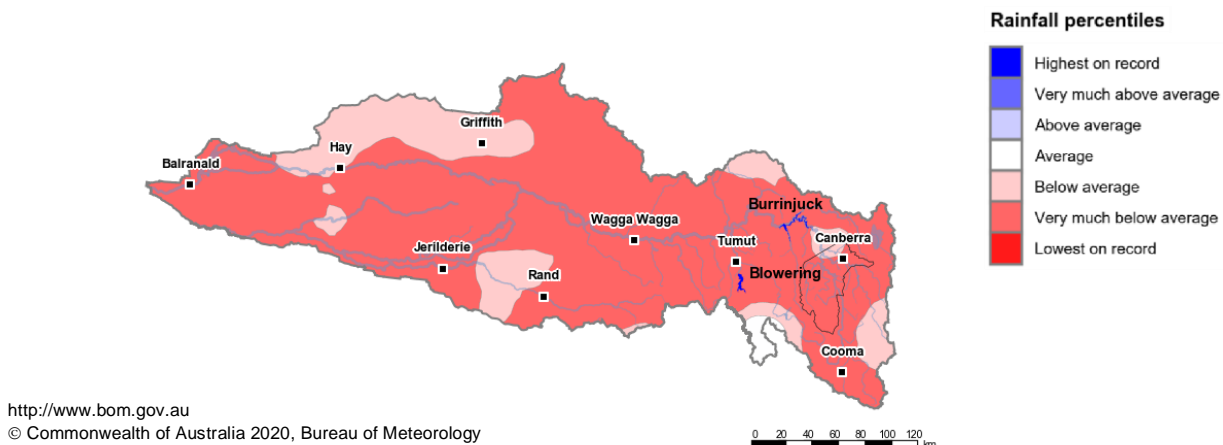 Rainfall percentiles
Highest on record
Very much above average
Above average
Average
Below average
Very much below average
Lowest on record
Griffith
Hay
Balranald
Burrinjuck
Wagga Wagga
Tumut
Canberra
Jerilderie
Rand
Blowering
Cooma
http://www.bom.gov.au
© Commonwealth of Australia 2020, Bureau of Meteorology
0 20 40 60 80 100 120
km